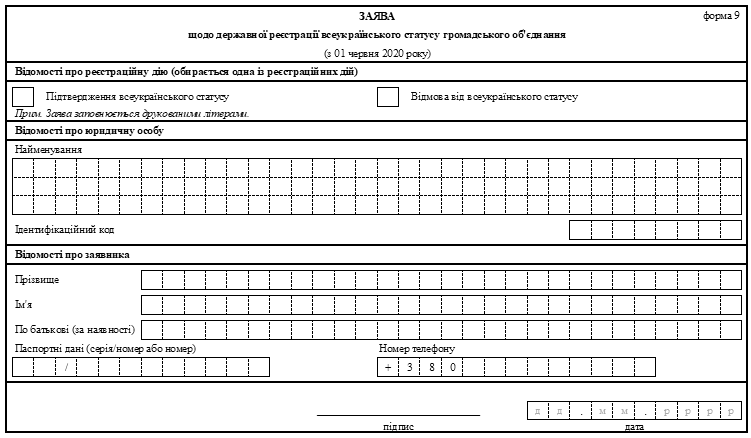 ЗАЯВА форма 9
щодо державної реєстрації всеукраїнського статусу громадського об'єднання
(з 01 червня 2020 року)
Відомості про реєстраційну дію (обирається одна із реєстраційних дій)
Підтвердження всеукраїнського статусу Відмова від всеукраїнського статусу
Прим. Заява заповнюється друкованими літерами.
Відомості про юридичну особу
Найменування
Ідентифікаційний код
Відомості про заявника
Прізвище
Ім'я
По батькові (за наявності)
Паспортні дані (серія/номер або номер) Номер телефону
/ + 3 8 0
д д . м м . р р р р
підпис дата